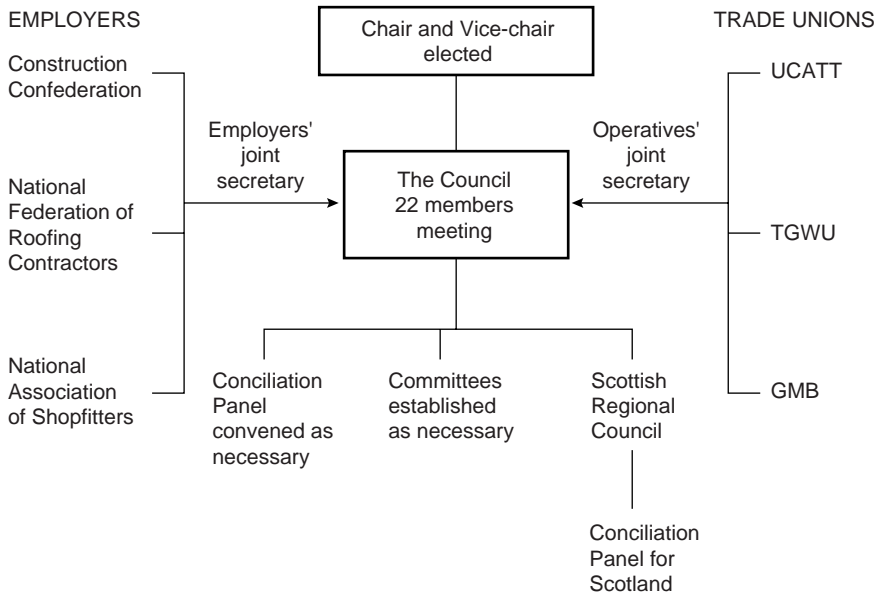 EMPLOYERS
Construction
Confederation
National
Federation of
Roofing
Contractors
National
Association
of Shopfitters
Employers'
joint
secretary
Chair and Vice-chair
elected
The Council
22 members
meeting
Operatives'
joint
secretary
TRADE UNIONS
UCATT
TGWU
GMB
Conciliation
Panel
convened as
necessary
Committees
established
as necessary
Scottish
Regional
Council
Conciliation
Panel for
Scotland